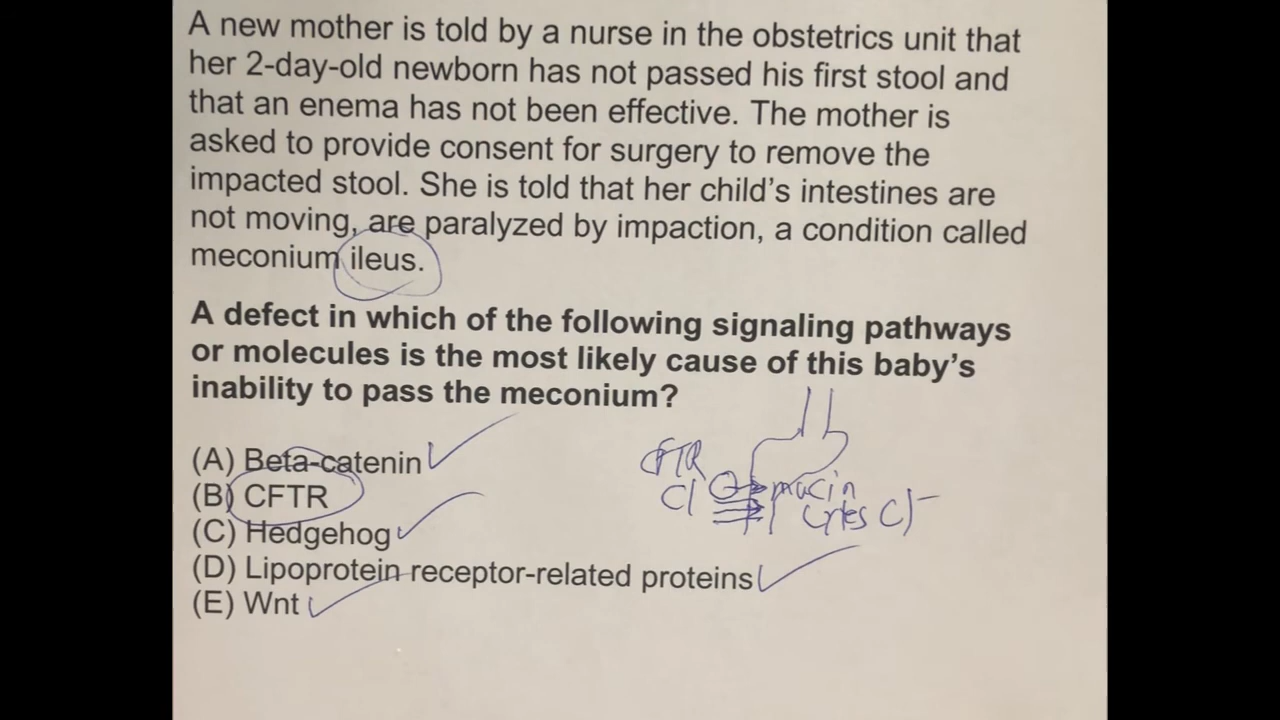 A new mother is told by a nurse in the obstetrics unit that
her 2-day-old newborn has not passed his first stool and
that an enema has not been effective. The mother is
asked to provide consent for surgery to remove the
impacted stool. She is told that her child's intestines are
not moving, are paralyzed by impaction, a condition called
meconium ileus.
A defect in which of the following signaling pathways
or molecules is the most likely cause of this baby's
inability to pass the meconium?
(A) Beta-catenin
(B) CFTR
(C) Hedgehog
(D) Lipoprotein receptor-related proteins
(E) Wnt
CFTR
Cl
mucin
Cl⁻